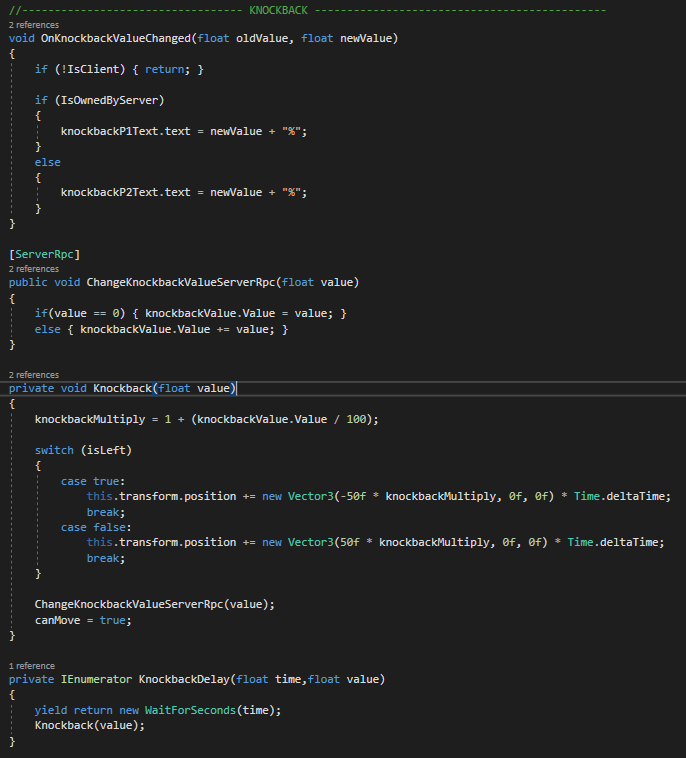 //---------------------------------- KNOCKBACK ---------------------------------------------
2 references
void OnKnockbackValueChanged(float oldValue, float newValue)
{
    if (!IsClient) { return; }
    if (IsOwnedByServer)
    {
        knockbackP1Text.text = newValue + "%";
    }
    else
    {
        knockbackP2Text.text = newValue + "%";
    }
}
[ServerRpc]
2 references
public void ChangeKnockbackValueServerRpc(float value)
{
    if(value == 0) { knockbackValue.Value = value; }
    else { knockbackValue.Value += value; }
}
2 references
private void Knockback(float value)
{
    knockbackMultiply = 1 + (knockbackValue.Value / 100);
    switch (isLeft)
    {
        case true:
            this.transform.position += new Vector3(-50f * knockbackMultiply, 0f, 0f) * Time.deltaTime;
            break;
        case false:
            this.transform.position += new Vector3(50f * knockbackMultiply, 0f, 0f) * Time.deltaTime;
            break;
    }
    ChangeKnockbackValueServerRpc(value);
    canMove = true;
}
1 reference
private IEnumerator KnockbackDelay(float time,float value)
{
    yield return new WaitForSeconds(time);
    Knockback(value);
}